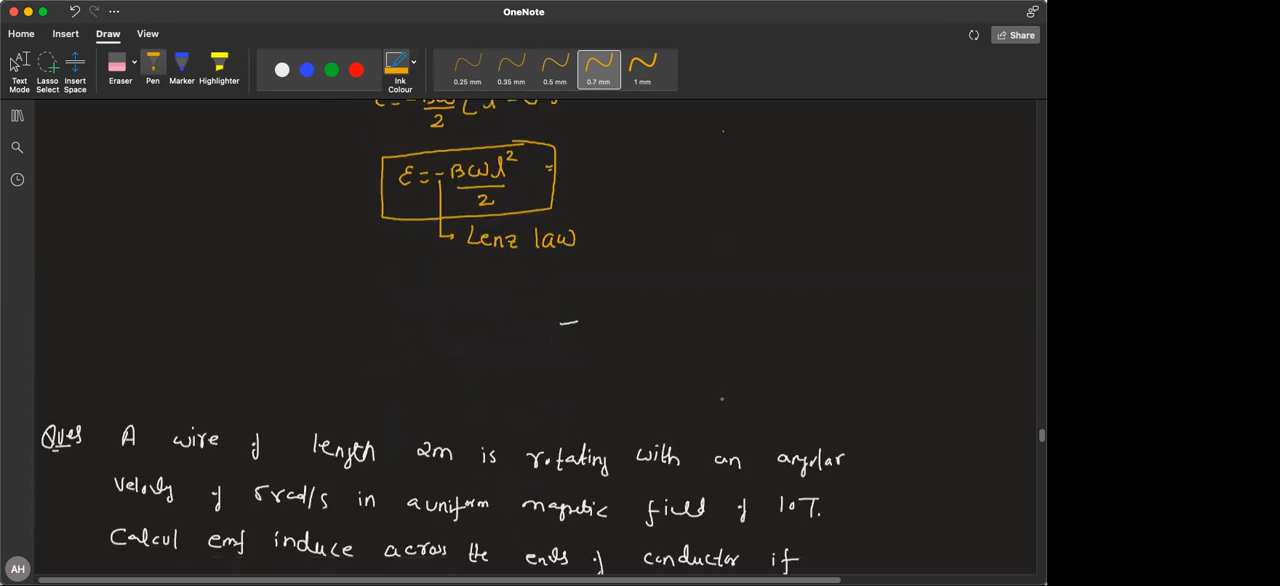 OneNote
Home Insert Draw View
Share
Text Mode Lasso Select Insert Space Eraser Pen Marker Highlighter Ink Colour 0.25 mm 0.35 mm 0.5 mm 0.7 mm 1 mm
2
ε = - Bωl²
2
Lenz law
Ques A wire of length 2m is rotating with an angular
velocity of 5 rad/s in a uniform magnetic field of 10T.
Calcul emf induce across the ends of conductor if
AH